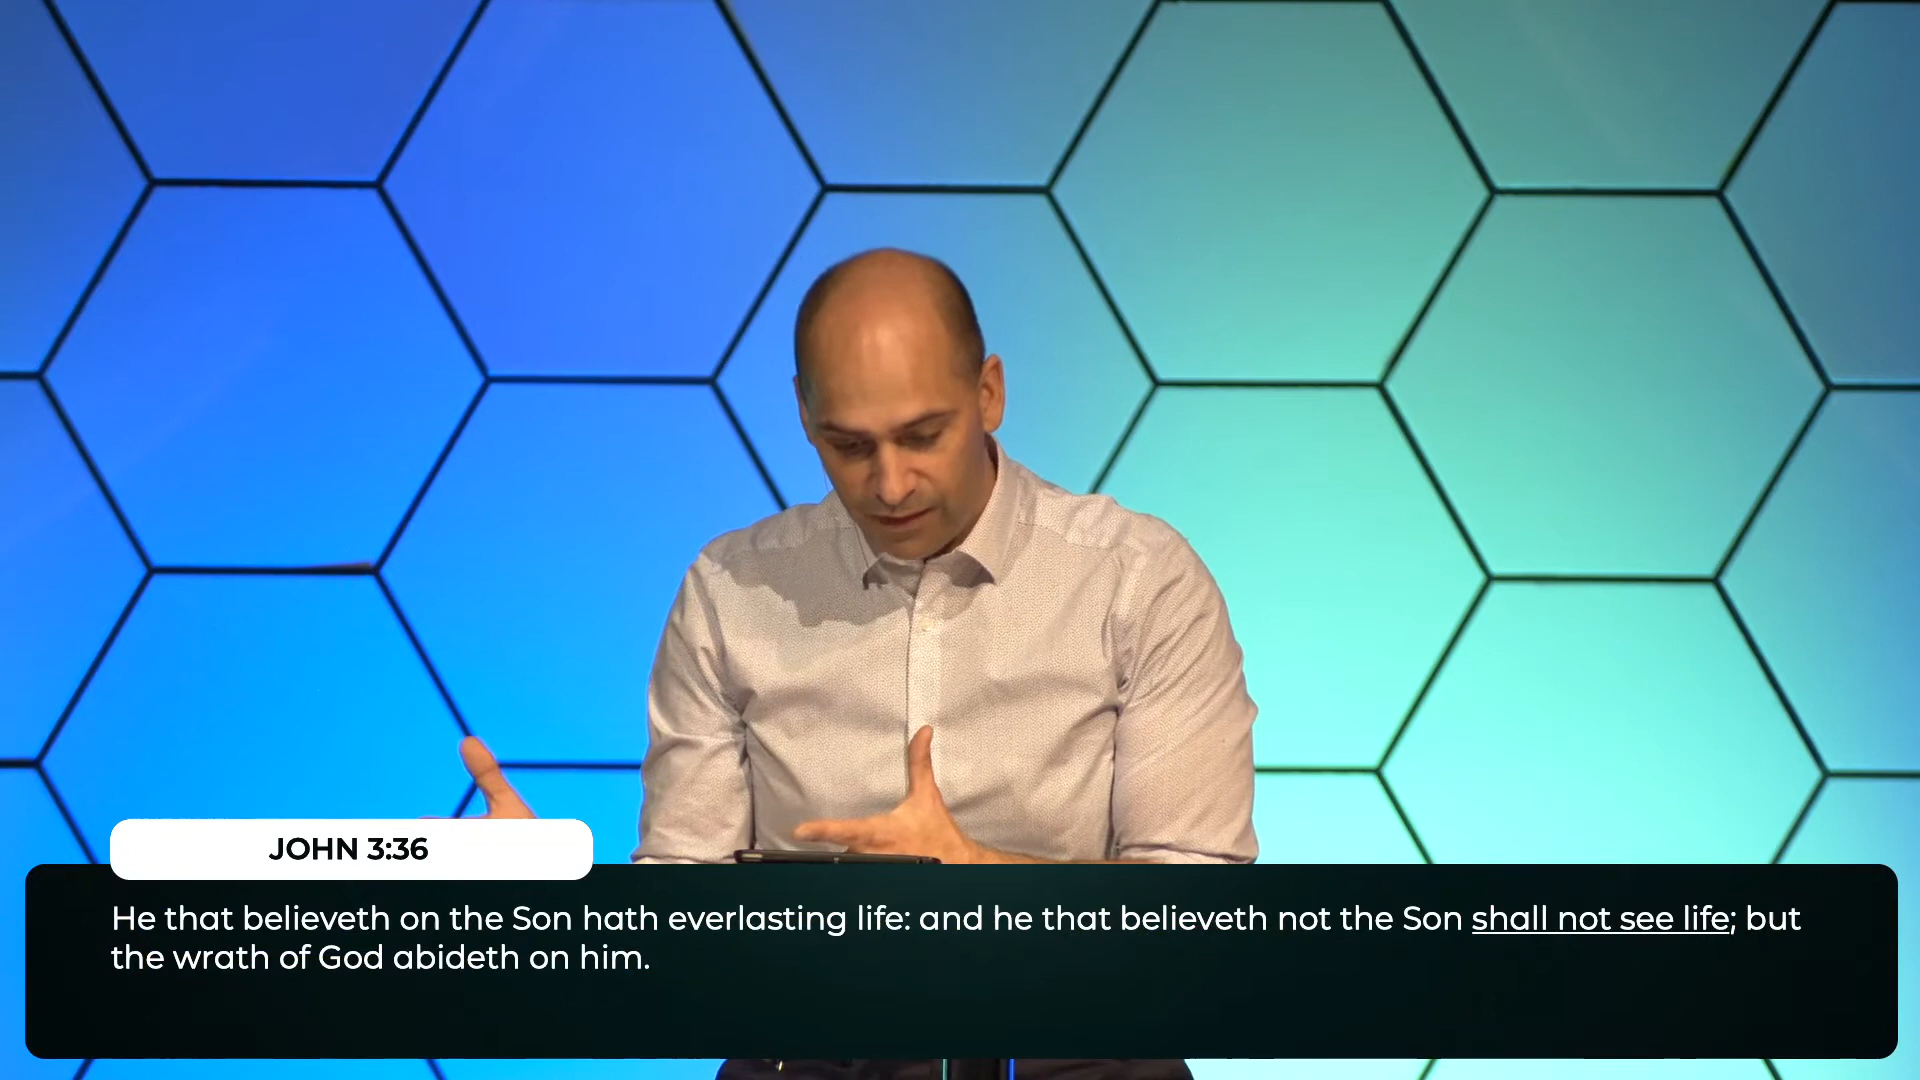 JOHN 3:36
He that believeth on the Son hath everlasting life: and he that believeth not the Son shall not see life; but
the wrath of God abideth on him.